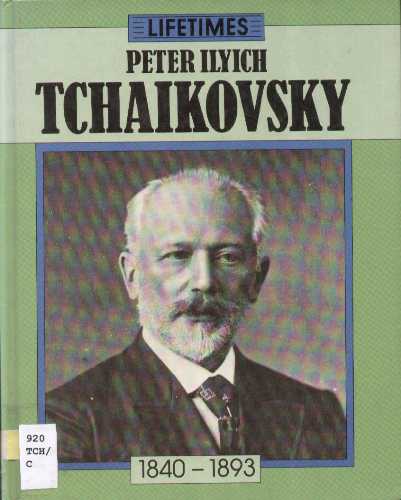 LIFETIMES
PETER ILYICH
TCHAIKOVSKY
920
TCH/
C
1840 – 1893